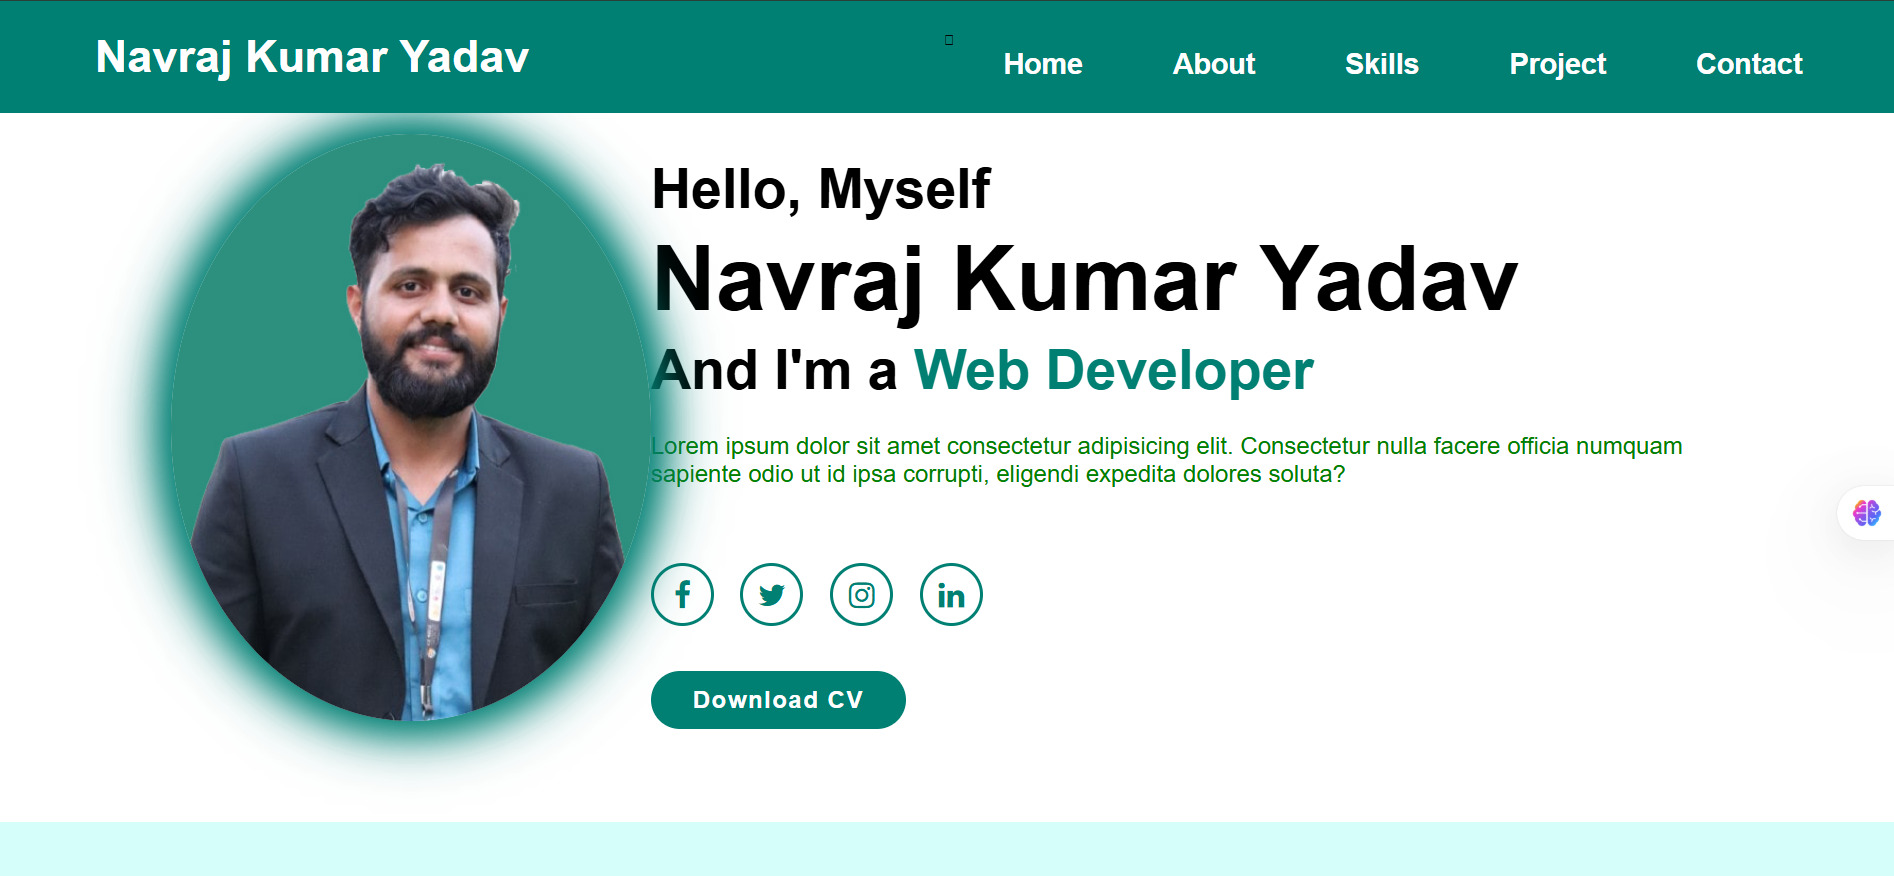 Navraj Kumar Yadav
Home About Skills Project Contact
Hello, Myself
Navraj Kumar Yadav
And I'm a Web Developer
Lorem ipsum dolor sit amet consectetur adipisicing elit. Consectetur nulla facere officia numquam
sapiente odio ut id ipsa corrupti, eligendi expedita dolores soluta?
Download CV